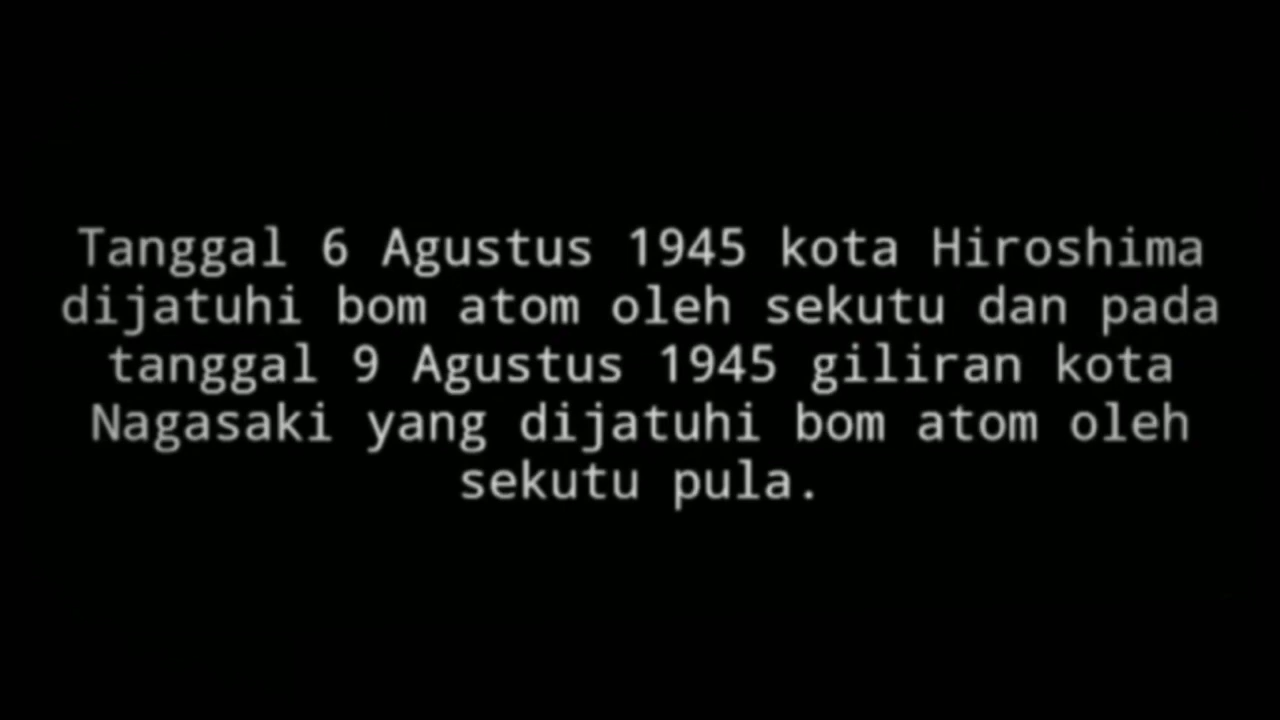 Tanggal 6 Agustus 1945 kota Hiroshima
dijatuhi bom atom oleh sekutu dan pada
tanggal 9 Agustus 1945 giliran kota
Nagasaki yang dijatuhi bom atom oleh
sekutu pula.